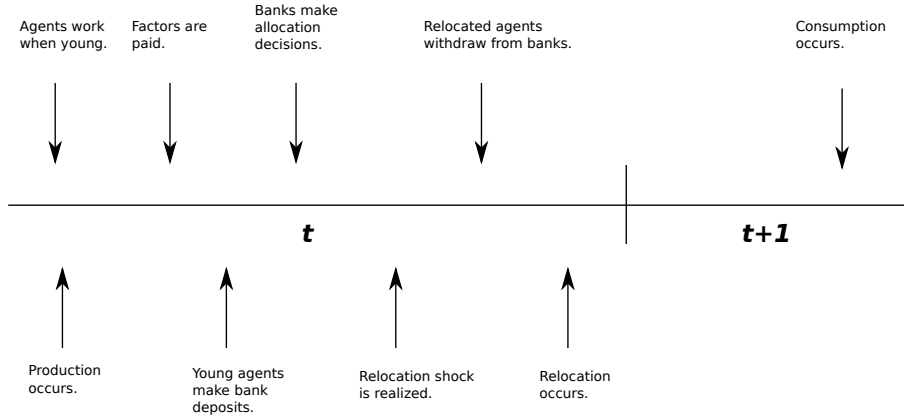 Agents work
when young.
Factors are
paid.
Banks make
allocation
decisions.
Relocated agents
withdraw from banks.
Consumption
occurs.
t
t+1
Production
occurs.
Young agents
make bank
deposits.
Relocation shock
is realized.
Relocation
occurs.